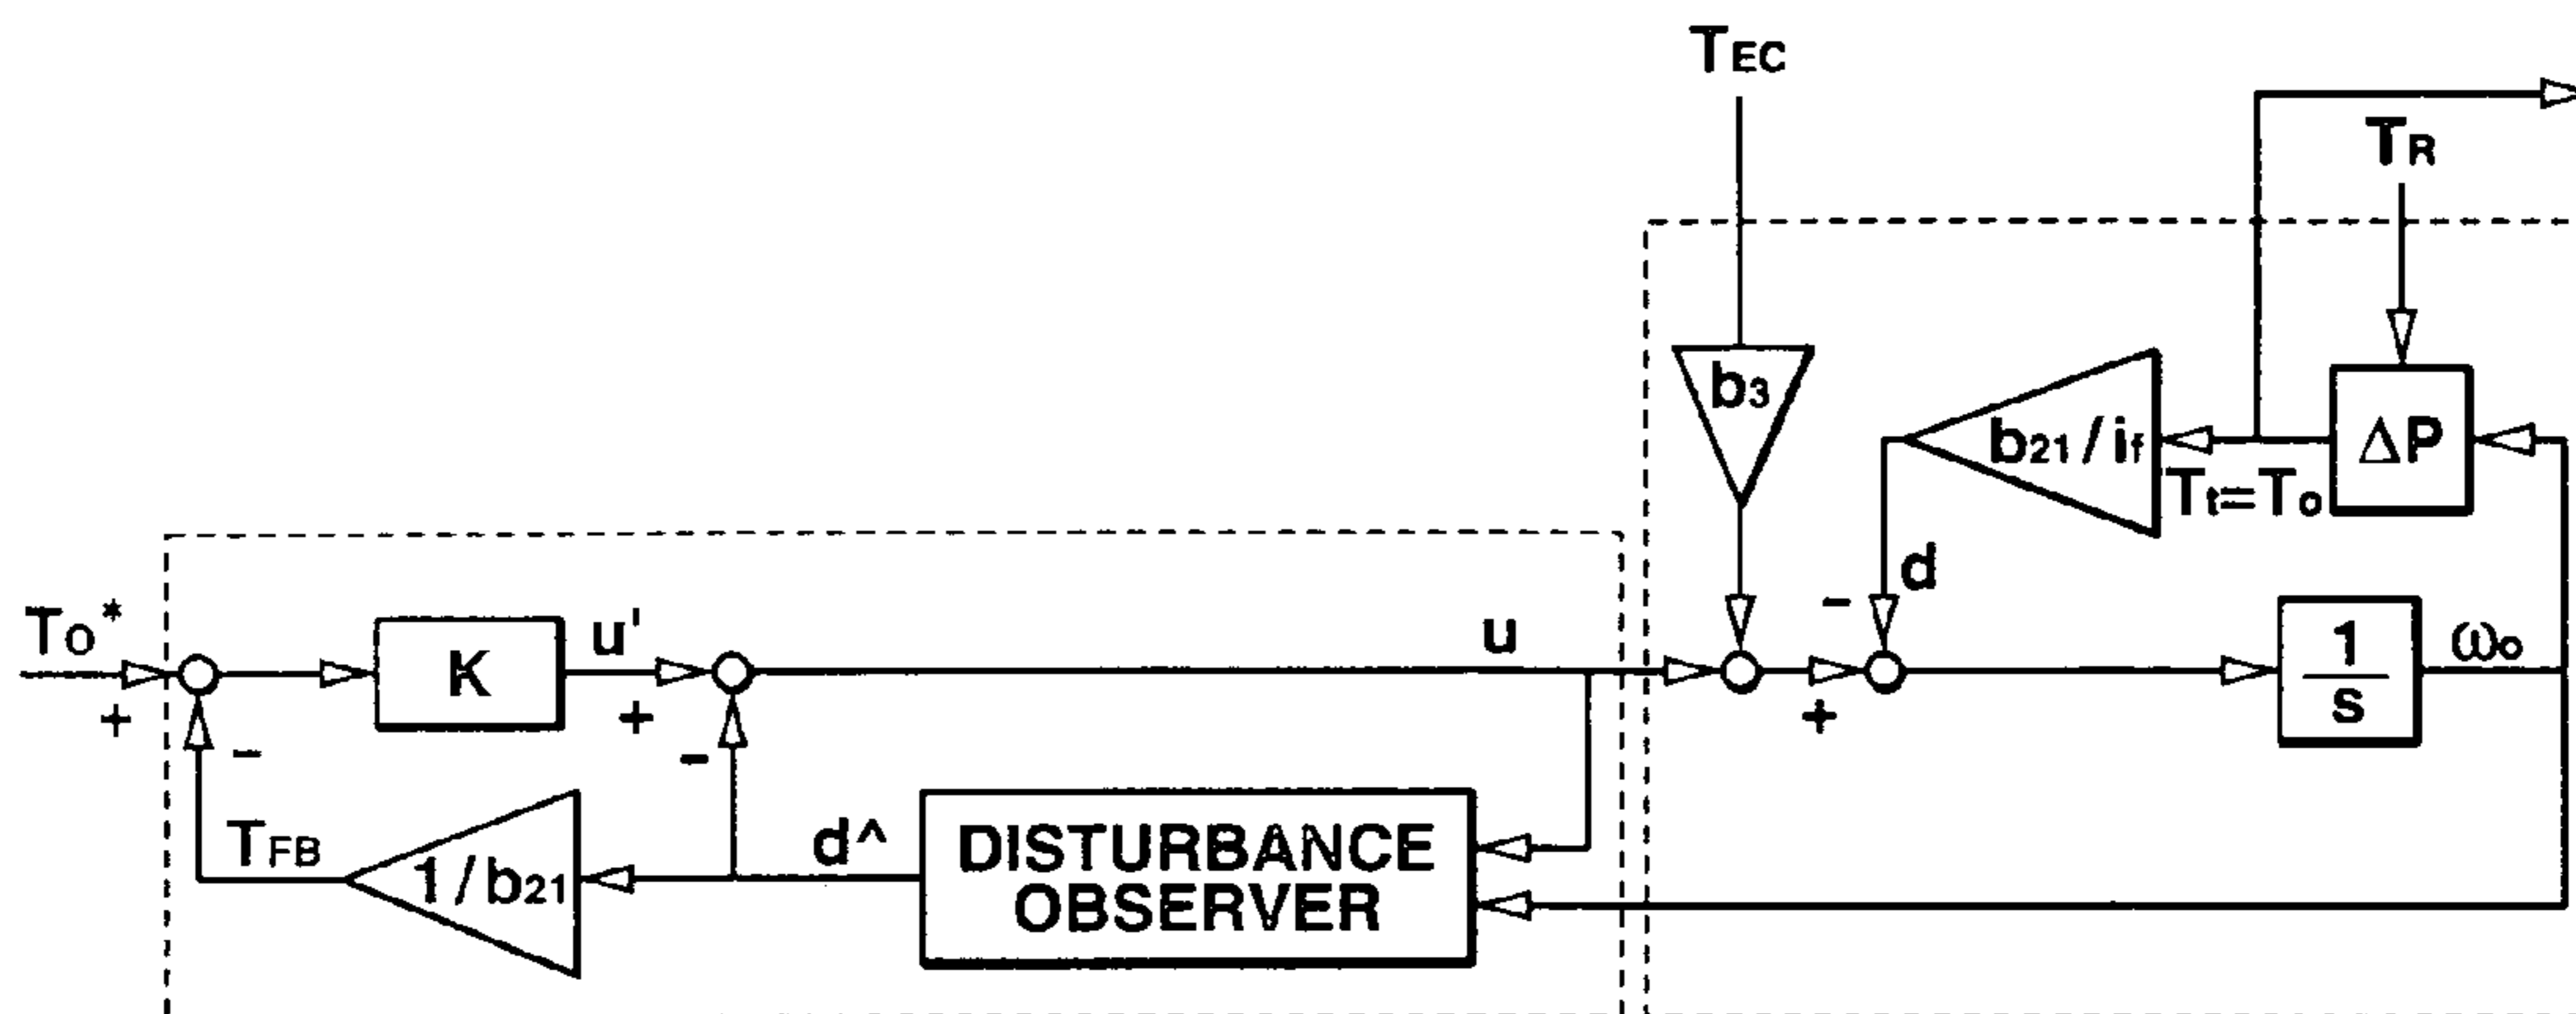 TEC
TR
b3
b21/if
ΔP
Tt=To
d
To*
+
-
K
u'
+
-
u
-
+
1
s
ωo
TFB
1/b21
d^
DISTURBANCE
OBSERVER